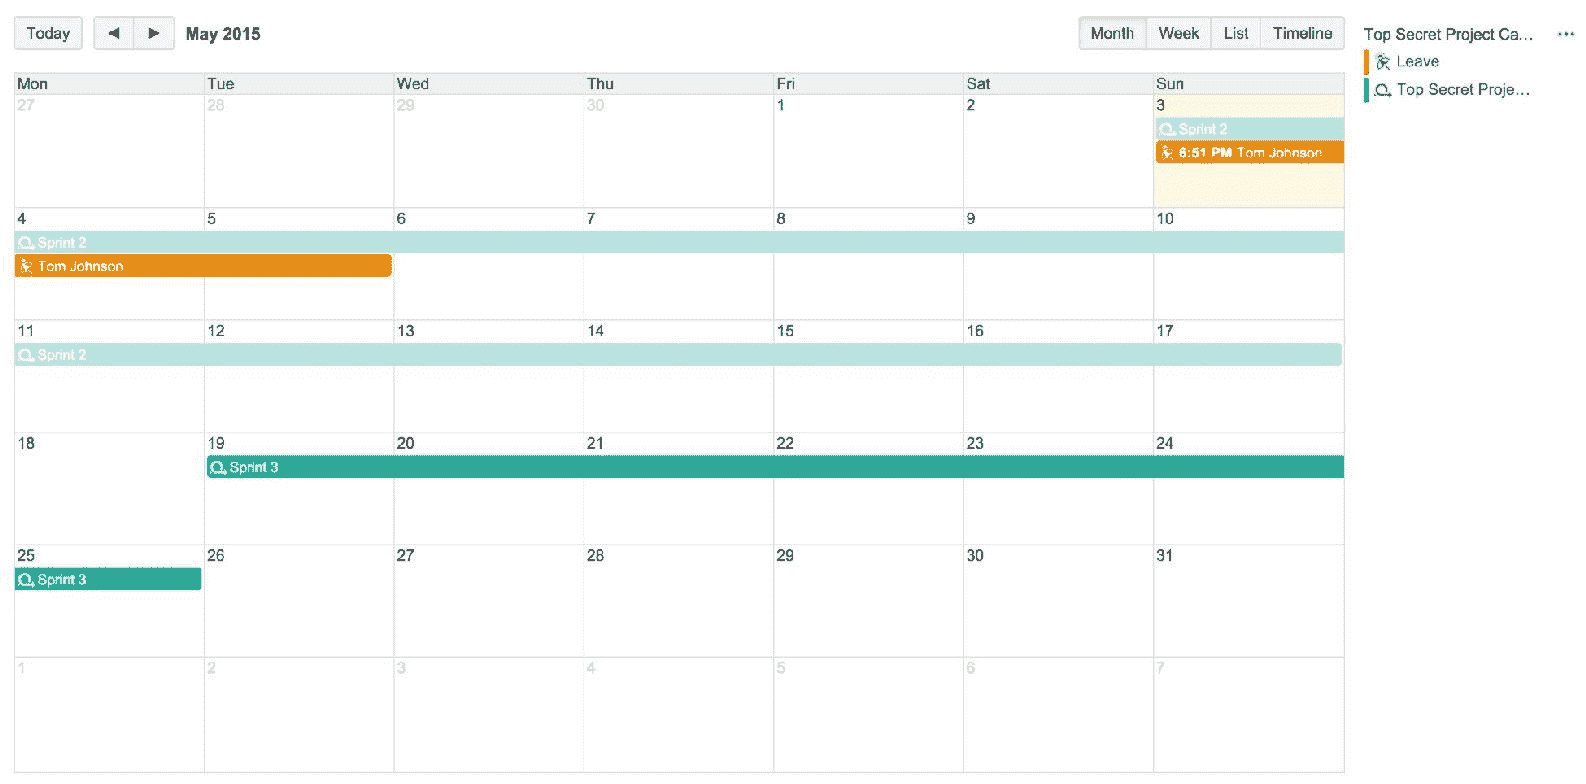 Today ◀ ▶ May 2015 Month Week List Timeline
Top Secret Project Ca... ···
Leave
Top Secret Proje...
Mon Tue Wed Thu Fri Sat Sun
27 28 29 30 1 2 3
Sprint 2
6:51 PM Tom Johnson
4 5 6 7 8 9 10
Sprint 2
Tom Johnson
11 12 13 14 15 16 17
Sprint 2
18 19 20 21 22 23 24
Sprint 3
25 26 27 28 29 30 31
Sprint 3
1 2 3 4 5 6 7